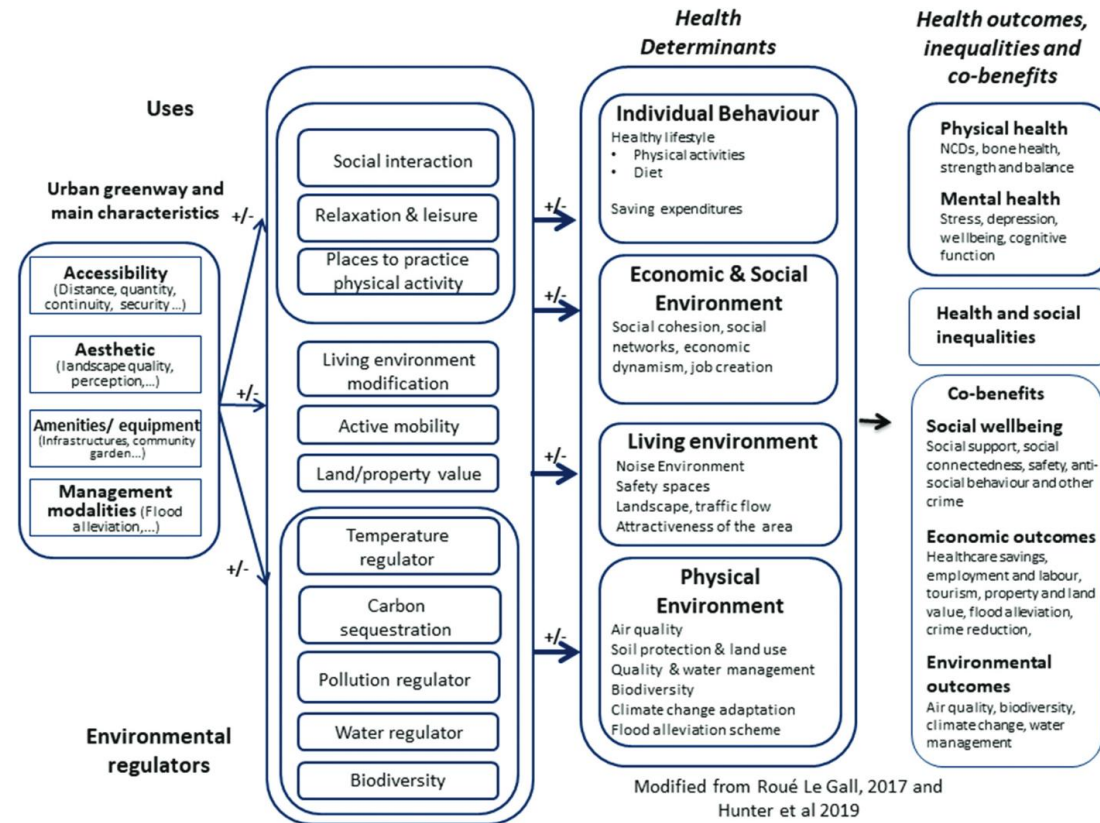 Health
Determinants
Health outcomes,
inequalities and
co-benefits
Uses
Urban greenway and
main characteristics
Accessibility
(Distance, quantity,
continuity, security ...)
Aesthetic
(landscape quality,
perception,...)
Amenities/ equipment
(Infrastructures, community
garden...)
Management
modalities (Flood
alleviation,...)
+/-
+/-
+/-
Social interaction
Relaxation & leisure
Places to practice
physical activity
Living environment
modification
Active mobility
Land/property value
Temperature
regulator
Carbon
sequestration
Pollution regulator
Water regulator
Biodiversity
Environmental
regulators
+/-
+/-
+/-
+/-
Individual Behaviour
Healthy lifestyle
• Physical activities
• Diet
Saving expenditures
Economic & Social
Environment
Social cohesion, social
networks, economic
dynamism, job creation
Living environment
Noise Environment
Safety spaces
Landscape, traffic flow
Attractiveness of the area
Physical
Environment
Air quality
Soil protection & land use
Quality & water management
Biodiversity
Climate change adaptation
Flood alleviation scheme
Physical health
NCDs, bone health,
strength and balance
Mental health
Stress, depression,
wellbeing, cognitive
function
Health and social
inequalities
Co-benefits
Social wellbeing
Social support, social
connectedness, safety, anti-
social behaviour and other
crime
Economic outcomes
Healthcare savings,
employment and labour,
tourism, property and land
value, flood alleviation,
crime reduction,
Environmental
outcomes
Air quality, biodiversity,
climate change, water
management
Modified from Roué Le Gall, 2017 and
Hunter et al 2019